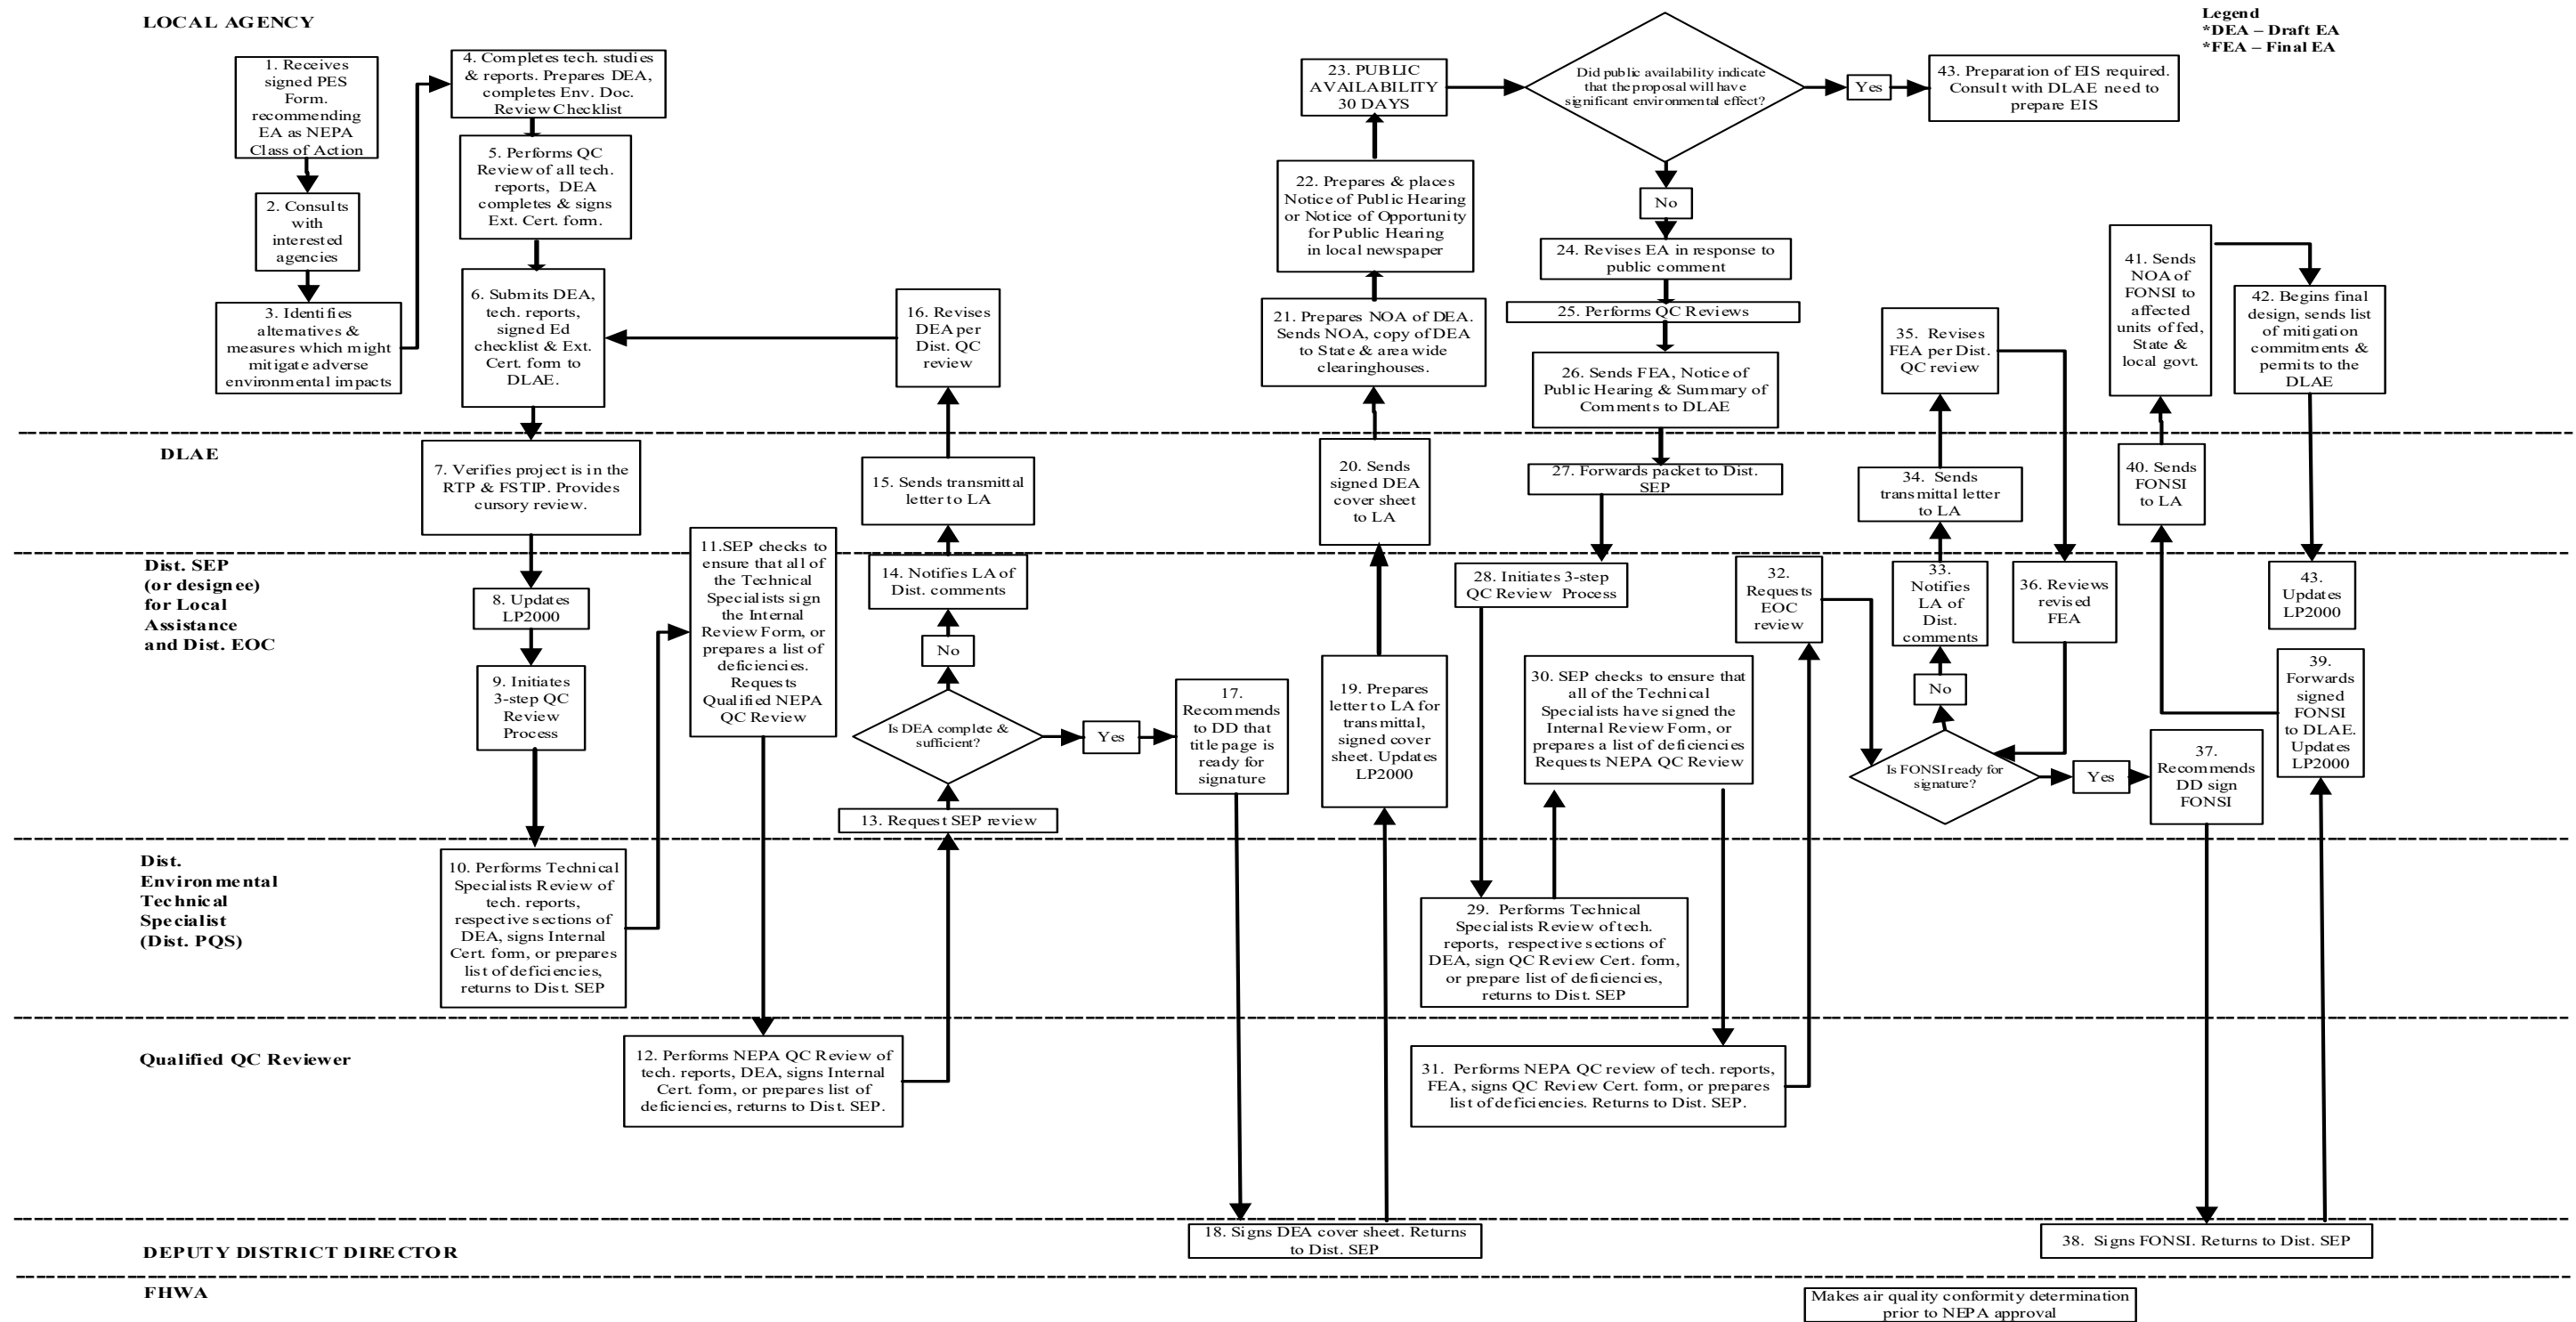 LOCAL AGENCY
Legend
*DEA – Draft EA
*FEA – Final EA
1. Receives
signed PES
Form.
recommending
EA as NEPA
Class of Action
2. Consults
with
interested
agencies
3. Identifies
alternatives &
measures which might
mitigate adverse
environmental impacts
4. Completes tech. studies
& reports. Prepares DEA,
completes Env. Doc.
Review Checklist
5. Performs QC
Review of all tech.
reports, DEA
completes & signs
Ext. Cert. form.
6. Submits DEA,
tech. reports,
signed Ed
checklist & Ext.
Cert. form to
DLAE.
16. Revises
DEA per
Dist. QC
review
23. PUBLIC
AVAILABILITY
30 DAYS
22. Prepares & places
Notice of Public Hearing
or Notice of Opportunity
for Public Hearing
in local newspaper
21. Prepares NOA of DEA.
Sends NOA, copy of DEA
to State & area wide
clearinghouses.
Did public availability indicate
that the proposal will have
significant environmental effect?
Yes
43. Preparation of EIS required.
Consult with DLAE need to
prepare EIS
No
24. Revises EA in response to
public comment
25. Performs QC Reviews
26. Sends FEA, Notice of
Public Hearing & Summary of
Comments to DLAE
35. Revises
FEA per Dist.
QC review
41. Sends
NOA of
FONSI to
affected
units of fed,
State &
local govt.
42. Begins final
design, sends list
of mitigation
commitments &
permits to the
DLAE
DLAE
7. Verifies project is in the
RTP & FSTIP. Provides
cursory review.
15. Sends transmittal
letter to LA
20. Sends
signed DEA
cover sheet
to LA
27. Forwards packet to Dist.
SEP
34. Sends
transmittal letter
to LA
40. Sends
FONSI
to LA
Dist. SEP
(or designee)
for Local
Assistance
and Dist. EOC
8. Updates
LP2000
9. Initiates
3-step QC
Review
Process
11.SEP checks to
ensure that all of
the Technical
Specialists sign
the Internal
Review Form, or
prepares a list of
deficiencies.
Requests
Qualified NEPA
QC Review
14. Notifies LA of
Dist. comments
No
Is DEA complete &
sufficient?
Yes
13. Request SEP review
17.
Recommends
to DD that
title page is
ready for
signature
19. Prepares
letter to LA for
transmittal,
signed cover
sheet. Updates
LP2000
28. Initiates 3-step
QC Review Process
30. SEP checks to ensure that
all of the Technical
Specialists have signed the
Internal Review Form, or
prepares a list of deficiencies
Requests NEPA QC Review
32.
Requests
EOC
review
33.
Notifies
LA of
Dist.
comments
No
Is FONSI ready for
signature?
Yes
36. Reviews
revised
FEA
37.
Recommends
DD sign
FONSI
43.
Updates
LP2000
39.
Forwards
signed
FONSI
to DLAE.
Updates
LP2000
Dist.
Environmental
Technical
Specialist
(Dist. PQS)
10. Performs Technical
Specialists Review of
tech. reports,
respective sections of
DEA, signs Internal
Cert. form, or prepares
list of deficiencies,
returns to Dist. SEP
29. Performs Technical
Specialists Review of tech.
reports, respective sections of
DEA, sign QC Review Cert. form,
or prepare list of deficiencies,
returns to Dist. SEP
Qualified QC Reviewer
12. Performs NEPA QC Review of
tech. reports, DEA, signs Internal
Cert. form, or prepares list of
deficiencies, returns to Dist. SEP.
31. Performs NEPA QC review of tech. reports,
FEA, signs QC Review Cert. form, or prepares
list of deficiencies. Returns to Dist. SEP.
DEPUTY DISTRICT DIRECTOR
18. Signs DEA cover sheet. Returns
to Dist. SEP
38. Signs FONSI. Returns to Dist. SEP
FHWA
Makes air quality conformity determination
prior to NEPA approval